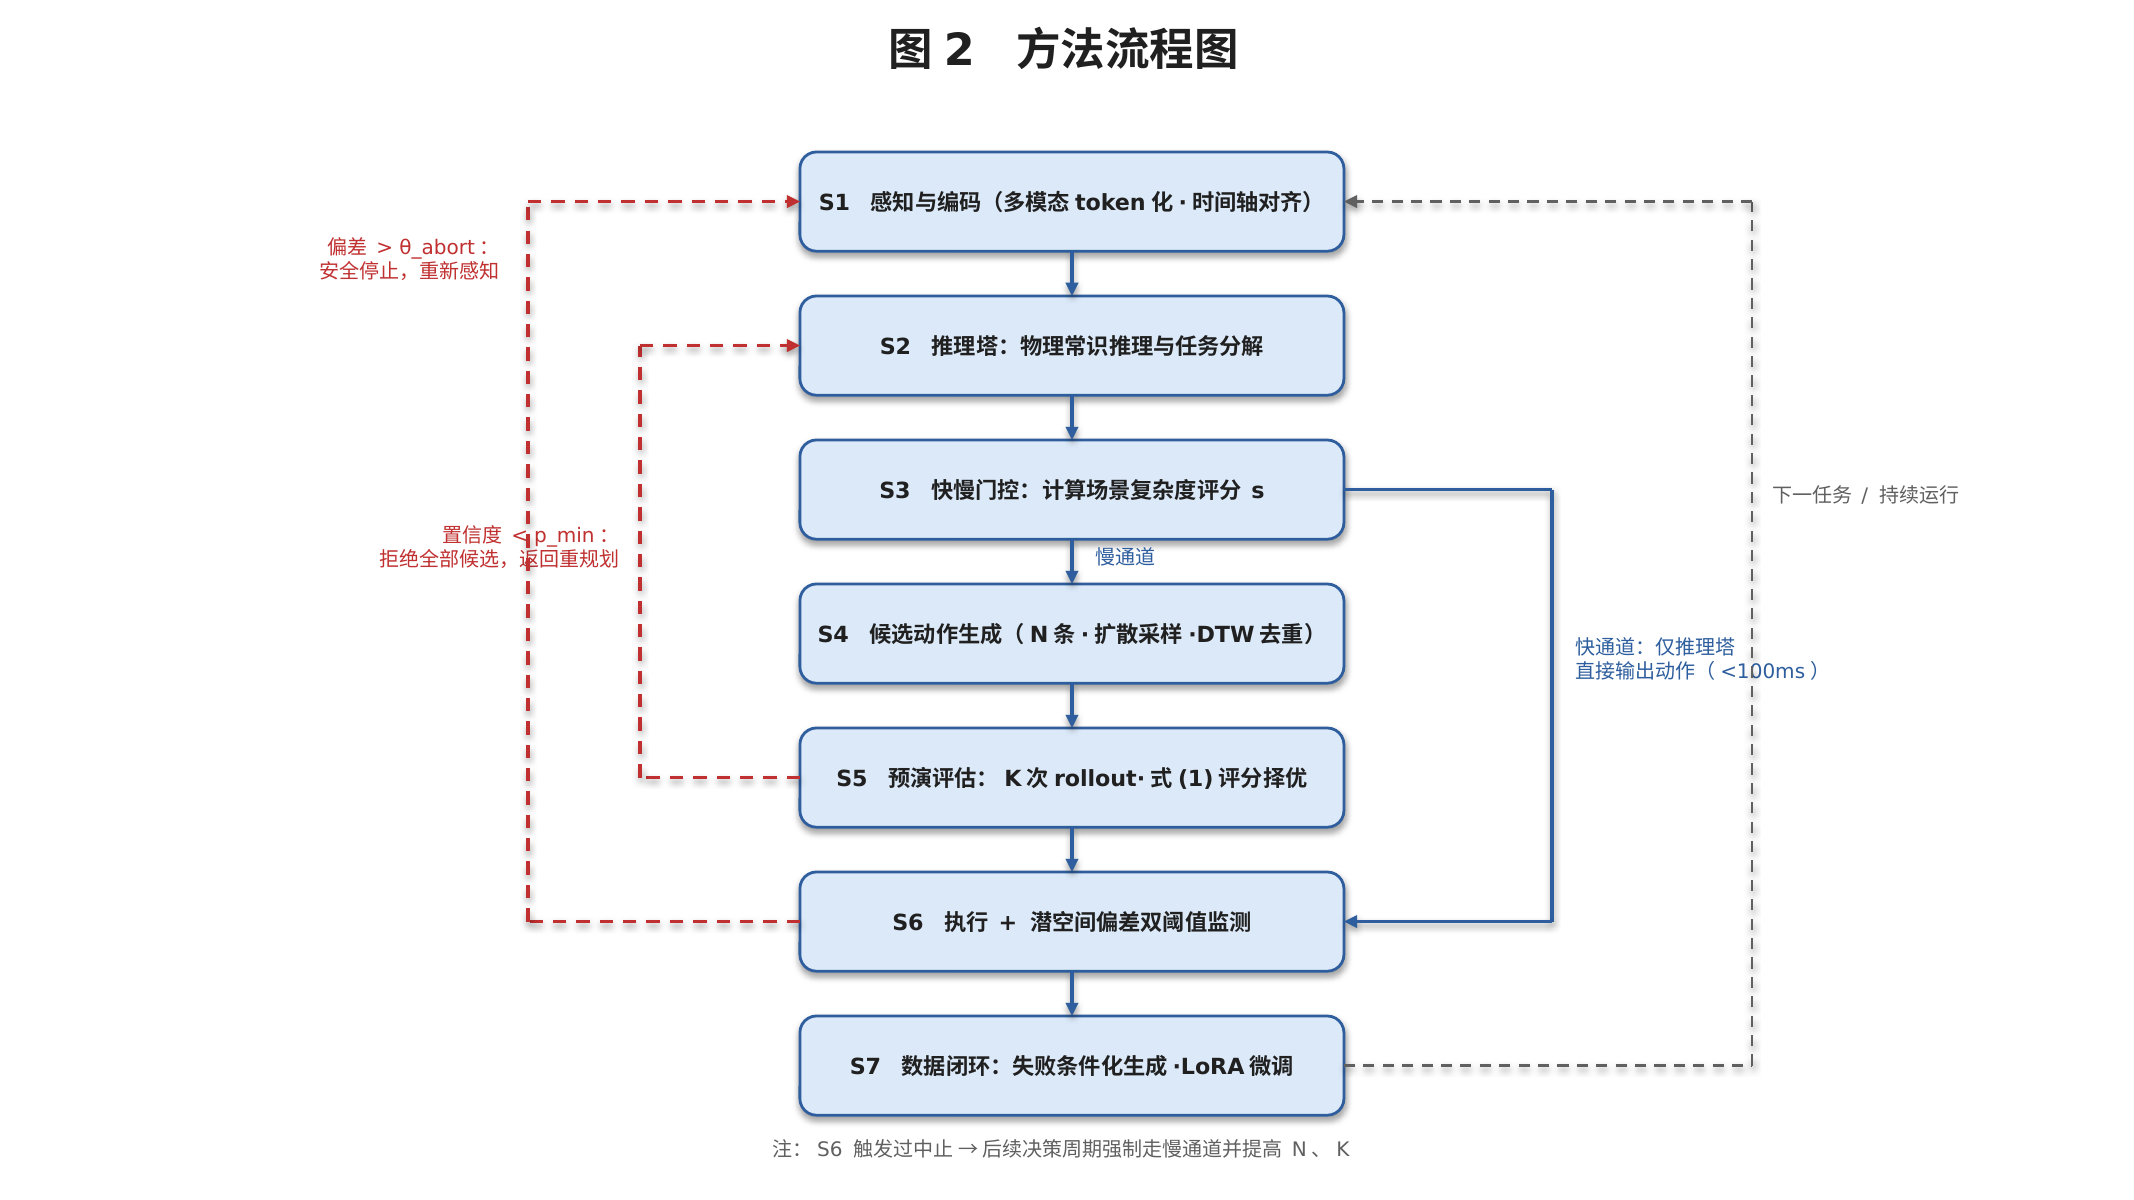 图 2 方法流程图
S1 感知与编码（多模态 token 化 · 时间轴对齐）
偏差 > θ_abort：
安全停止，重新感知
S2 推理塔：物理常识推理与任务分解
S3 快慢门控：计算场景复杂度评分 s
下一任务 / 持续运行
置信度 < p_min：
拒绝全部候选，返回重规划
慢通道
S4 候选动作生成（ N 条 · 扩散采样 ·DTW 去重）
快通道：仅推理塔
直接输出动作（ <100ms ）
S5 预演评估： K 次 rollout· 式 (1) 评分择优
S6 执行 + 潜空间偏差双阈值监测
S7 数据闭环：失败条件化生成 ·LoRA 微调
注： S6 触发过中止 → 后续决策周期强制走慢通道并提高 N 、 K